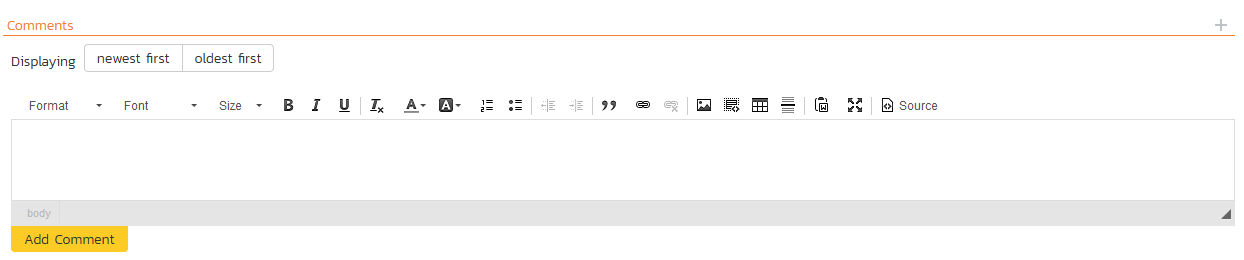 Comments
Displaying newest first oldest first
Format Font Size B I U Source
body
Add Comment